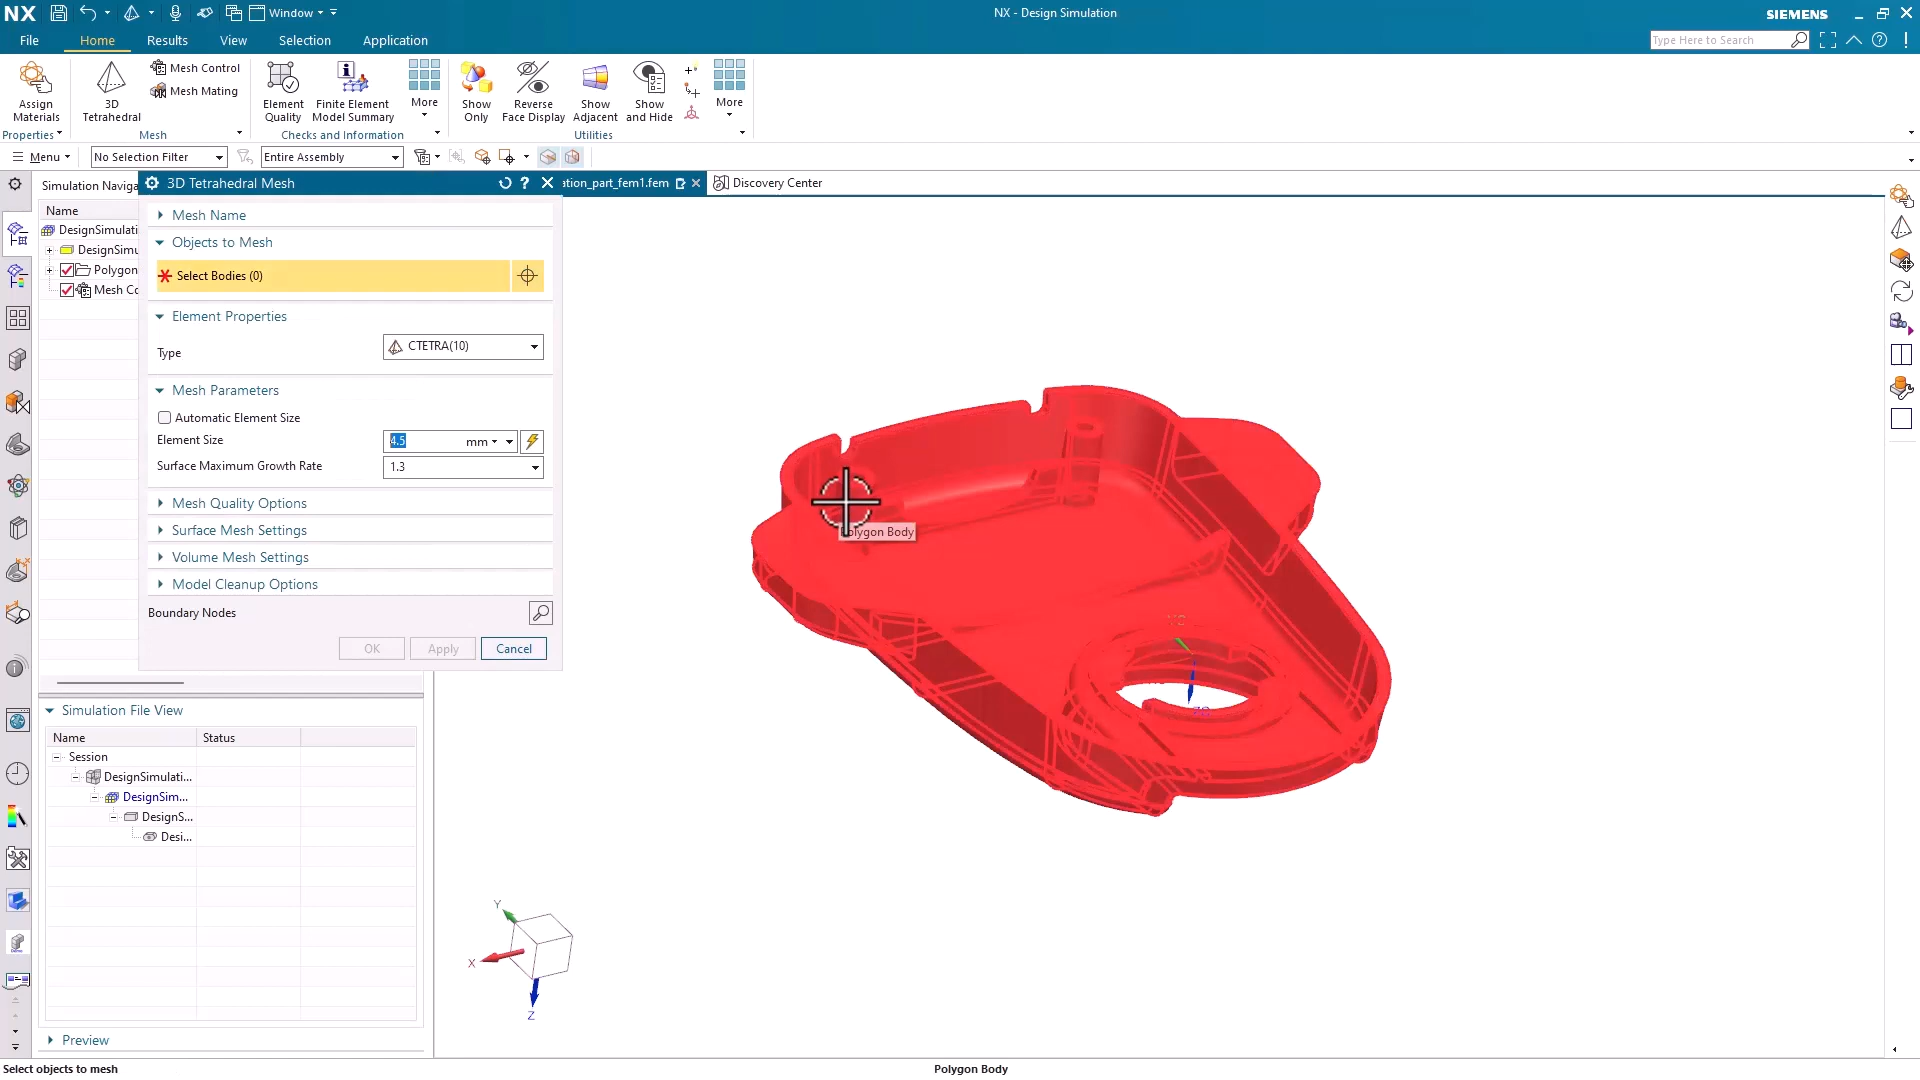 NX
Window
NX - Design Simulation
SIEMENS
File
Home
Results
View
Selection
Application
Type Here to Search
Assign
Materials
3D
Tetrahedral
Mesh Control
Mesh Mating
Element
Quality
Finite Element
Model Summary
More
Show
Only
Reverse
Face Display
Show
Adjacent
Show
and Hide
More
Properties
Mesh
Checks and Information
Utilities
Menu
No Selection Filter
Entire Assembly
Simulation Naviga
3D Tetrahedral Mesh
ation_part_fem1.fem
Discovery Center
Name
DesignSimulati
DesignSimu
Polygon
Mesh Co
Mesh Name
Objects to Mesh
Select Bodies (0)
Element Properties
Type
CTETRA(10)
Mesh Parameters
Automatic Element Size
Element Size
4.5
mm
Surface Maximum Growth Rate
1.3
Mesh Quality Options
Surface Mesh Settings
Volume Mesh Settings
Model Cleanup Options
Boundary Nodes
OK
Apply
Cancel
Polygon Body
Simulation File View
Name
Status
Session
DesignSimulati...
DesignSim...
DesignS...
Desi...
Y
X
Z
Preview
Select objects to mesh
Polygon Body